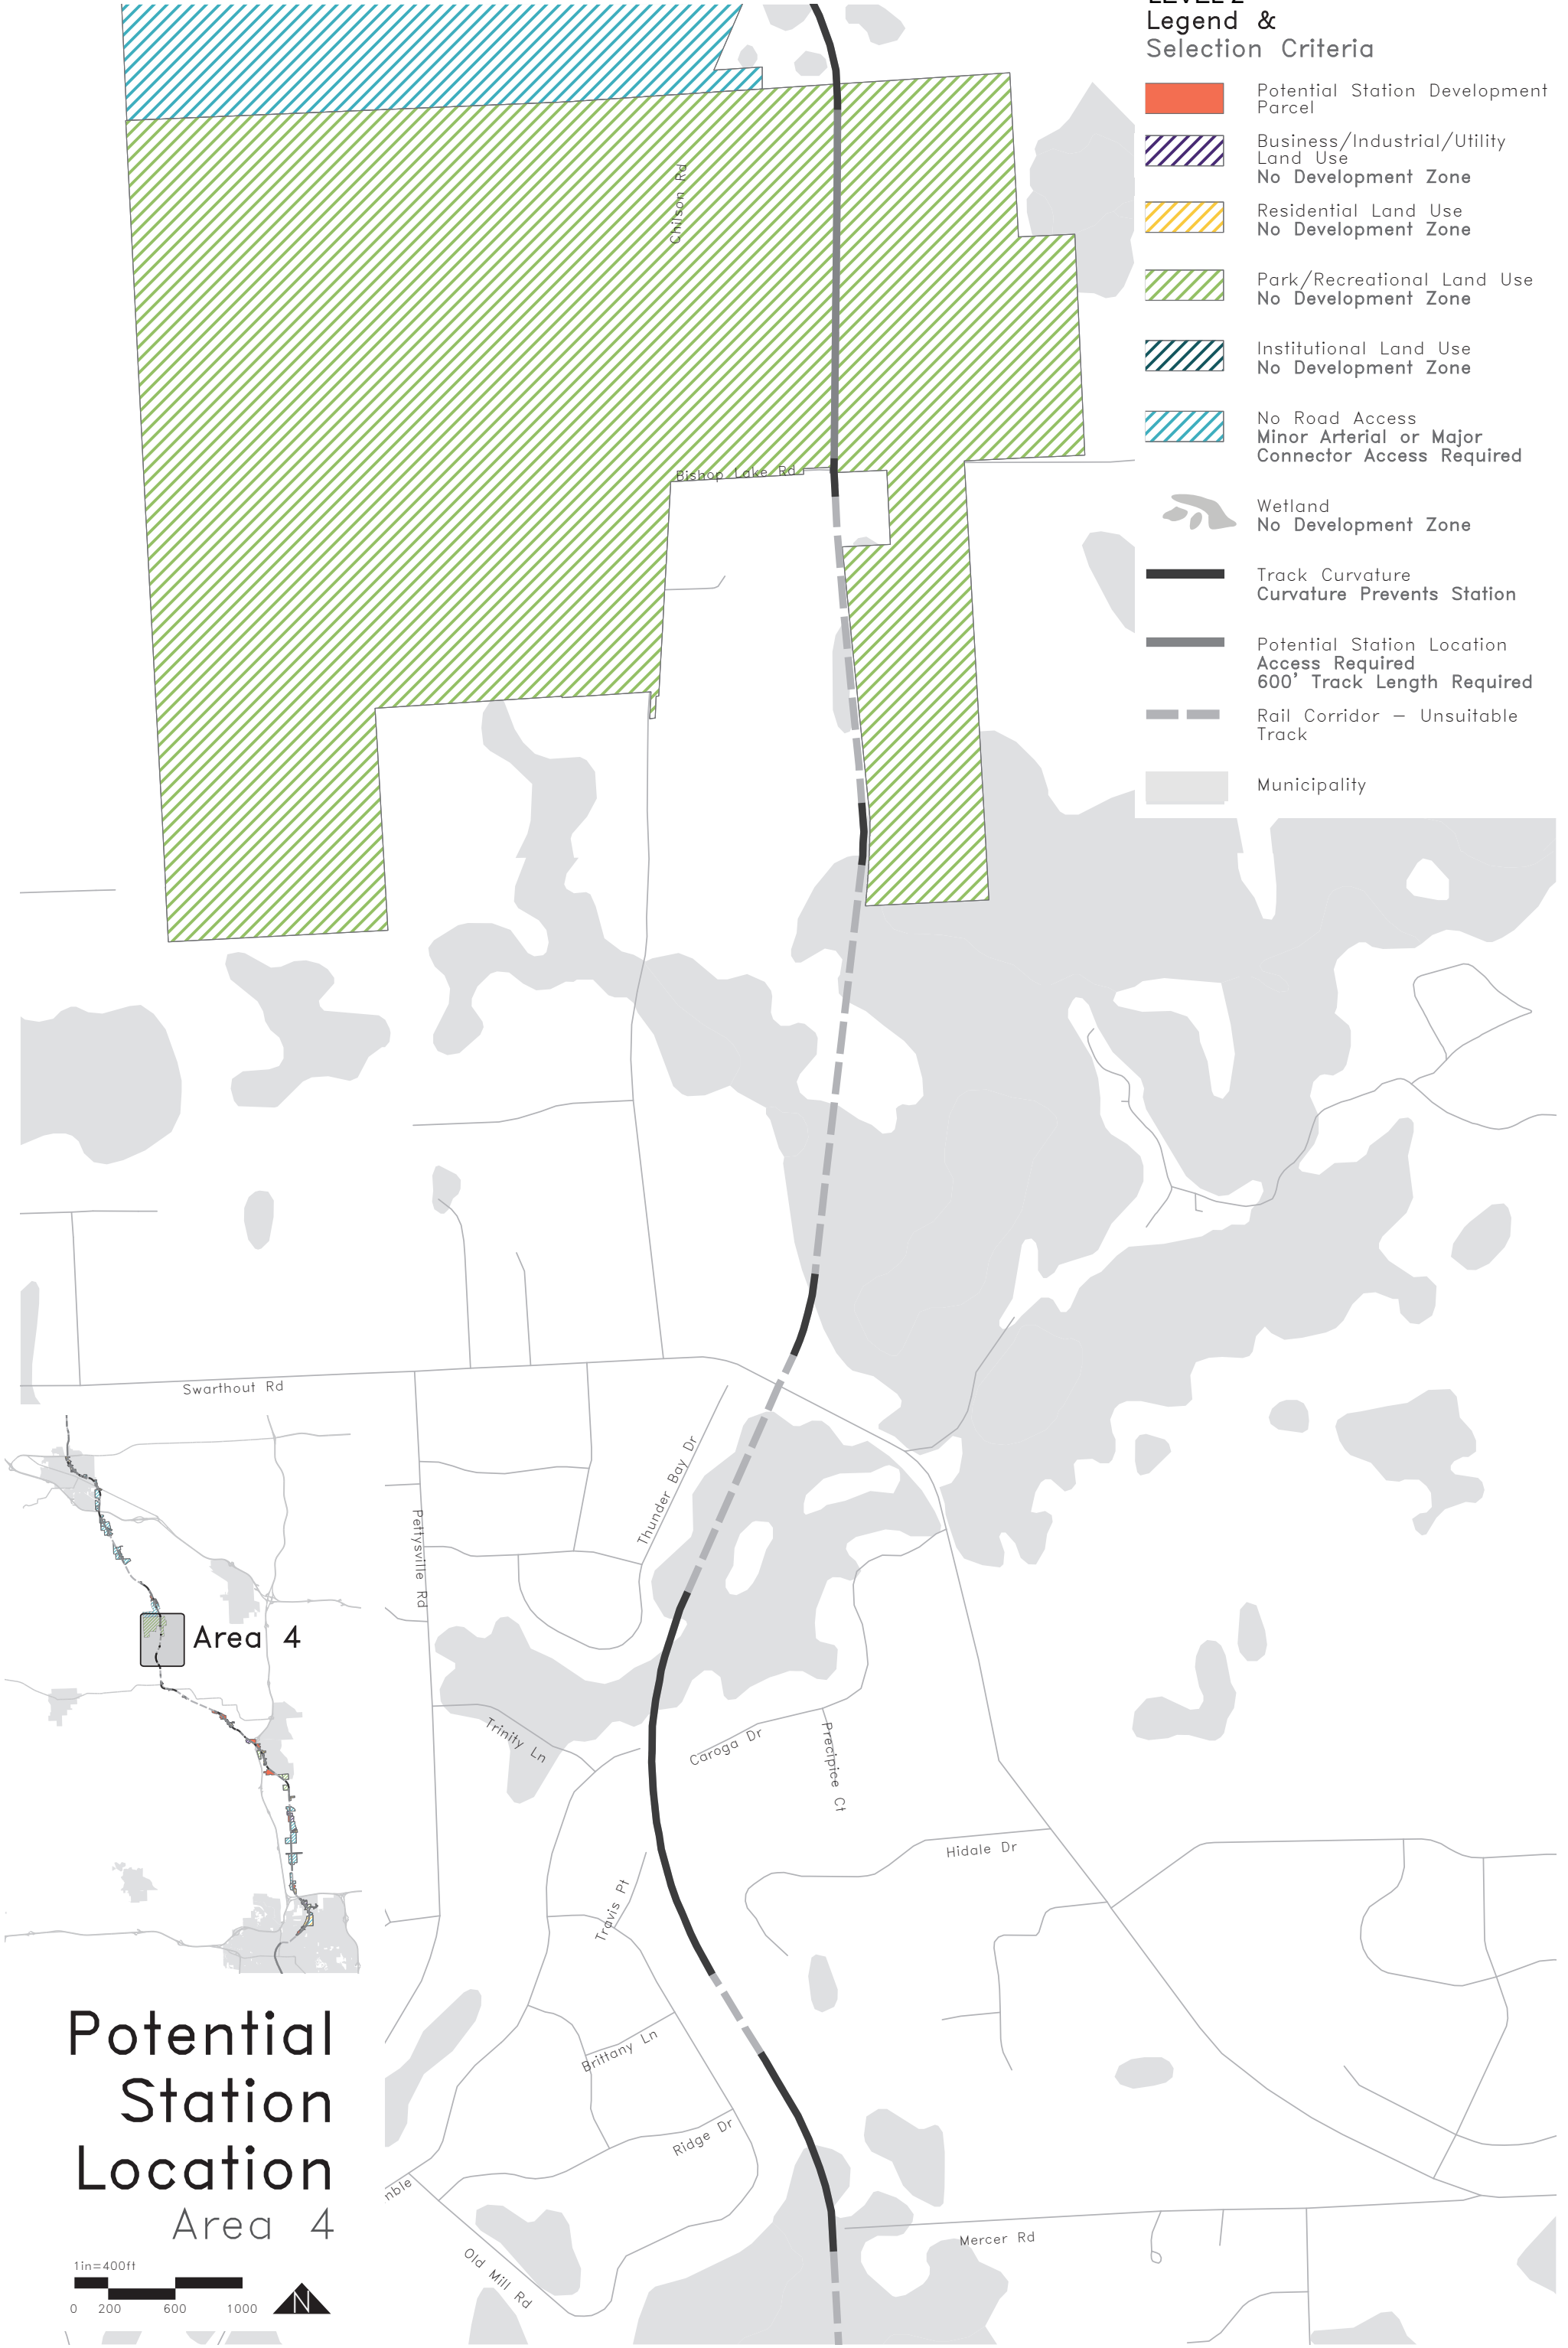 LEVEL 2
Legend &
Selection Criteria
Potential Station Development
Parcel
Business/Industrial/Utility
Land Use
No Development Zone
Residential Land Use
No Development Zone
Park/Recreational Land Use
No Development Zone
Institutional Land Use
No Development Zone
No Road Access
Minor Arterial or Major
Connector Access Required
Wetland
No Development Zone
Track Curvature
Curvature Prevents Station
Potential Station Location
Access Required
600' Track Length Required
Rail Corridor – Unsuitable
Track
Municipality
Chilson Rd
Bishop Lake Rd
Swarthout Rd
Thunder Bay Dr
Pettysville Rd
Area 4
Trinity Ln
Caroga Dr
Precipice Ct
Hidale Dr
Travis Pt
Brittany Ln
Ridge Dr
nble
Old Mill Rd
Mercer Rd
Potential
Station
Location
Area 4
1in=400ft
0 200 600 1000
N